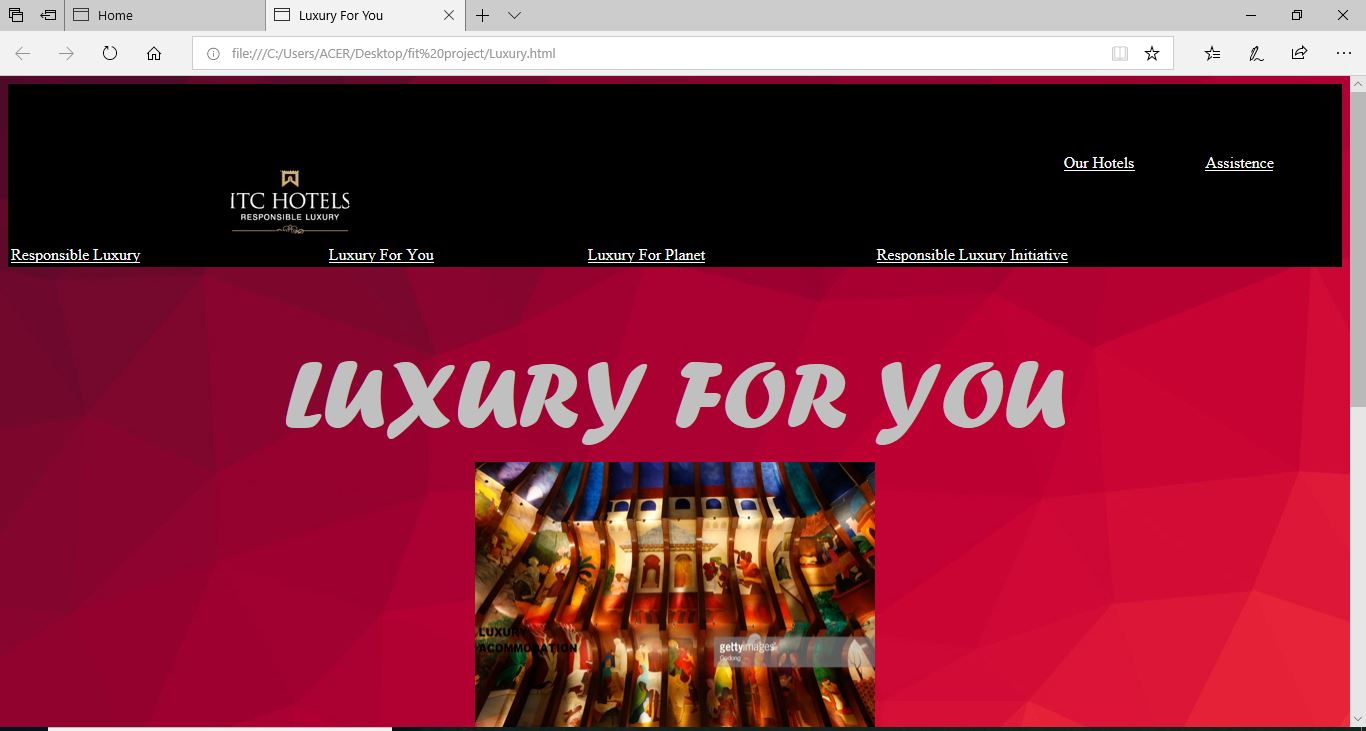 Home
Luxury For You
file:///C:/Users/ACER/Desktop/fit%20project/Luxury.html
Our Hotels
Assistence
ITC HOTELS
RESPONSIBLE LUXURY
Responsible Luxury
Luxury For You
Luxury For Planet
Responsible Luxury Initiative
LUXURY FOR YOU
LUXURY
ACOMMODATION
gettyimages
Godong